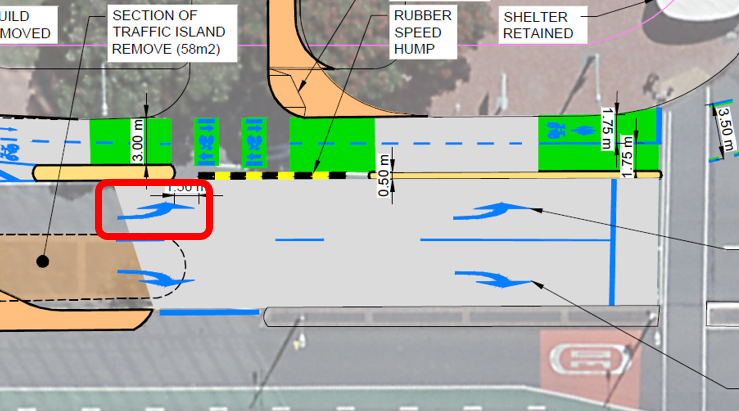 UILD
MOVED
SECTION OF
TRAFFIC ISLAND
REMOVE (58m2)
RUBBER
SPEED
HUMP
SHELTER
RETAINED
3.00 m
1.75 m
1.75 m
3.50 m
0.50 m